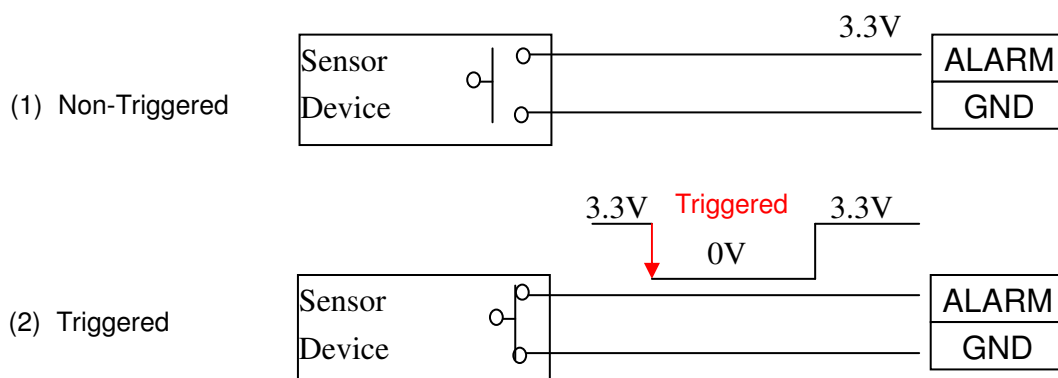 3.3V
Sensor
ALARM
(1) Non-Triggered
Device
GND
3.3V Triggered 3.3V
0V
Sensor
ALARM
(2) Triggered
Device
GND